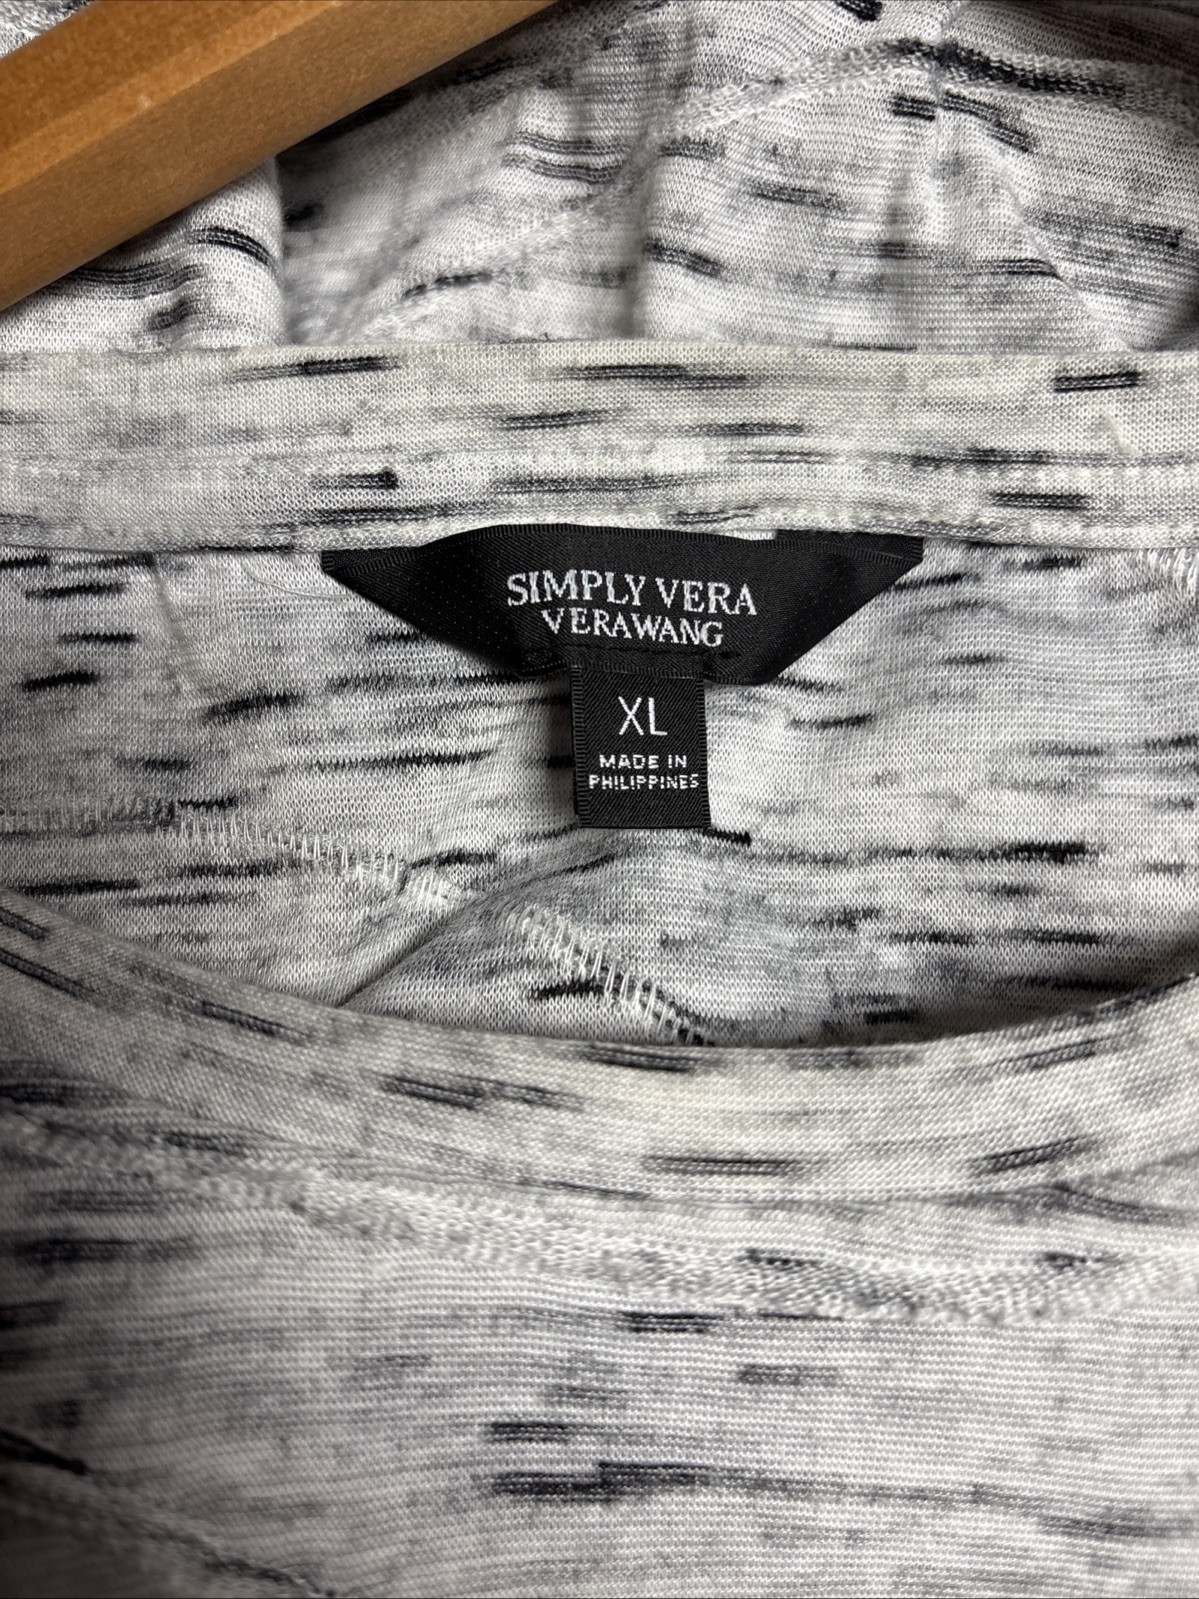 SIMPLY VERA
VERAWANG
XL
MADE IN
PHILIPPINES